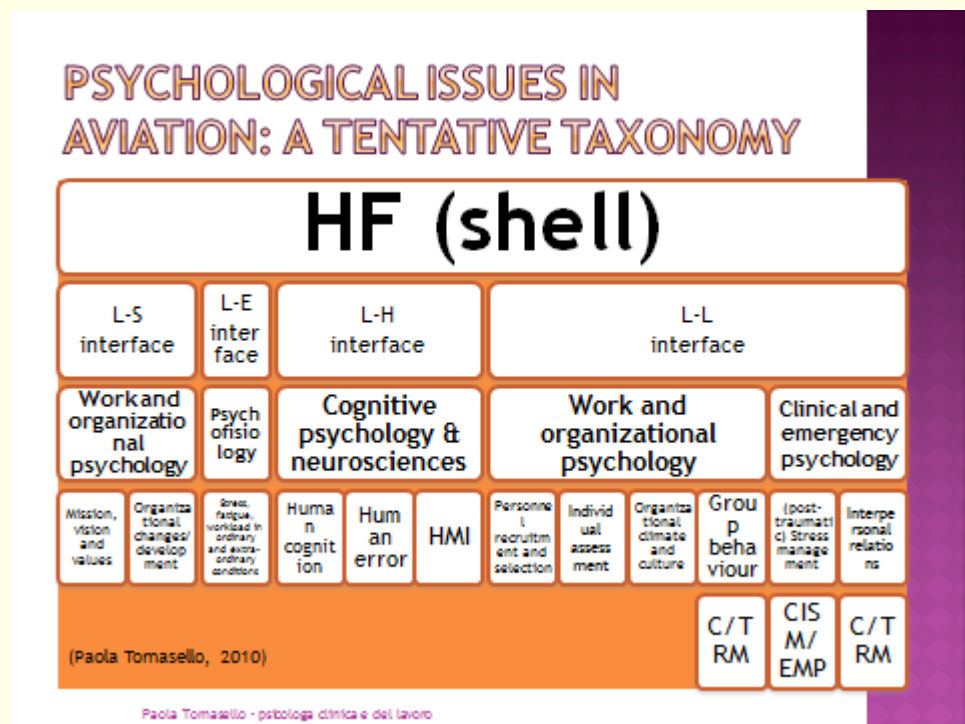 PSYCHOLOGICAL ISSUES IN
AVIATION: A TENTATIVE TAXONOMY
HF (shell)
L-S
interface
L-E
inter
face
L-H
interface
L-L
interface
Work and
organizatio
nal
psychology
Psych
ofisio
logy
Cognitive
psychology &
neurosciences
Work and
organizational
psychology
Clinical and
emergency
psychology
Mission,
vision
and
values
Organiza
tional
changes/
develop
ment
Stress,
fatigue,
workload in
ordinary
and extra-
ordinary
conditions
Huma
n
cognit
ion
Hum
an
error
HMI
Personne
l
recruitm
ent and
selection
Individ
ual
assess
ment
Organiza
tional
climate
and
culture
Grou
p
beha
viour
(post-
traumati
c) Stress
manage
ment
Interpe
rsonal
relatio
ns
C/T
RM
CIS
M/
EMP
C/T
RM
(Paola Tomasello, 2010)
Paola Tomasello - psicologa clinica e del lavoro